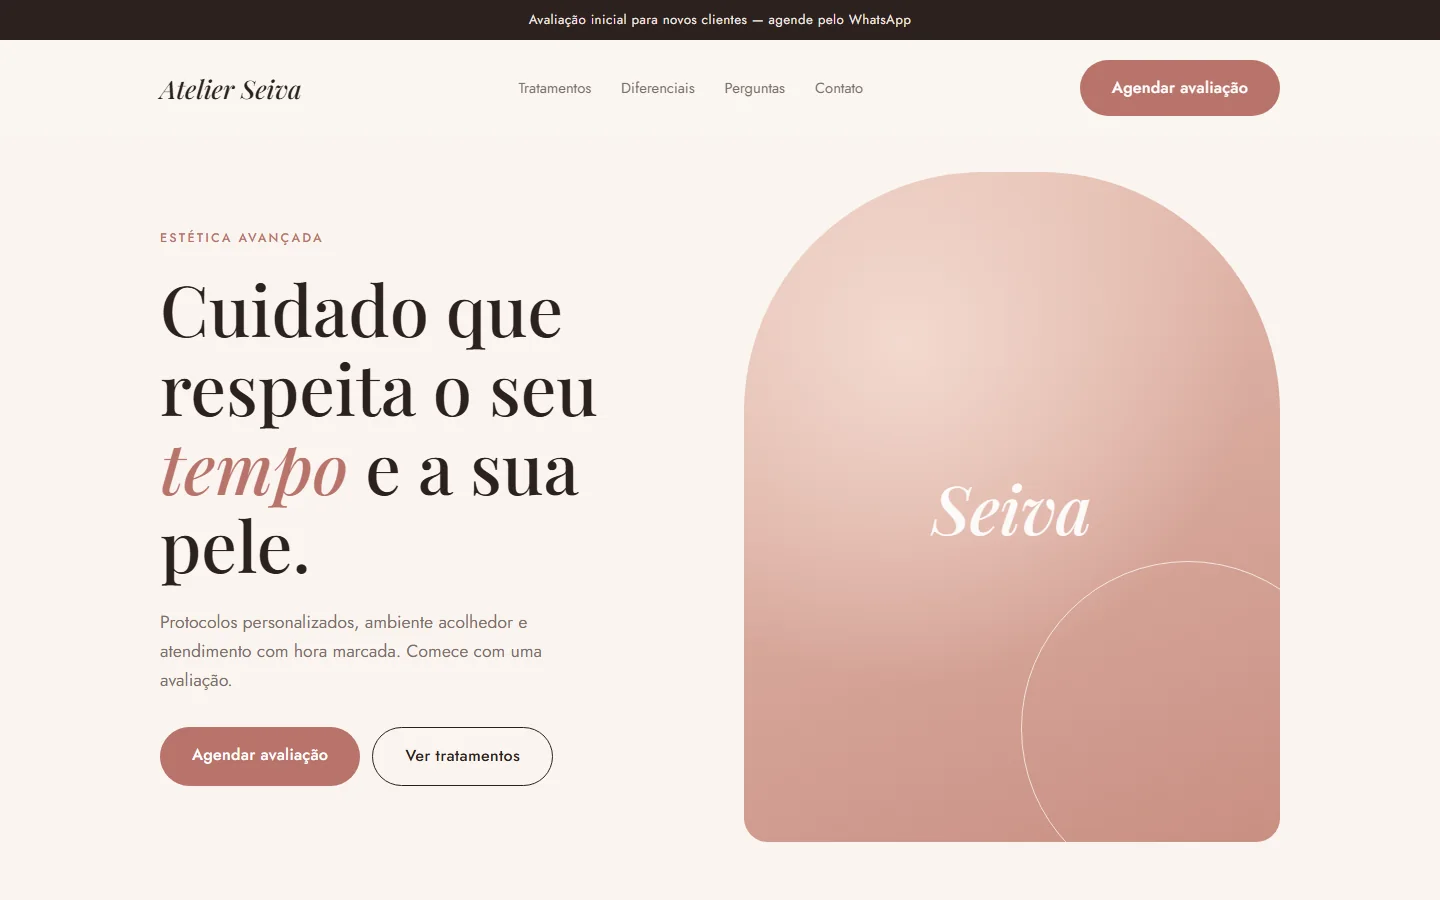 Avaliação inicial para novos clientes — agende pelo WhatsApp
Atelier Seiva
Tratamentos
Diferenciais
Perguntas
Contato
Agendar avaliação
ESTÉTICA AVANÇADA
Cuidado que
respeita o seu
tempo e a sua
pele.
Protocolos personalizados, ambiente acolhedor e
atendimento com hora marcada. Comece com uma
avaliação.
Agendar avaliação
Ver tratamentos
Seiva